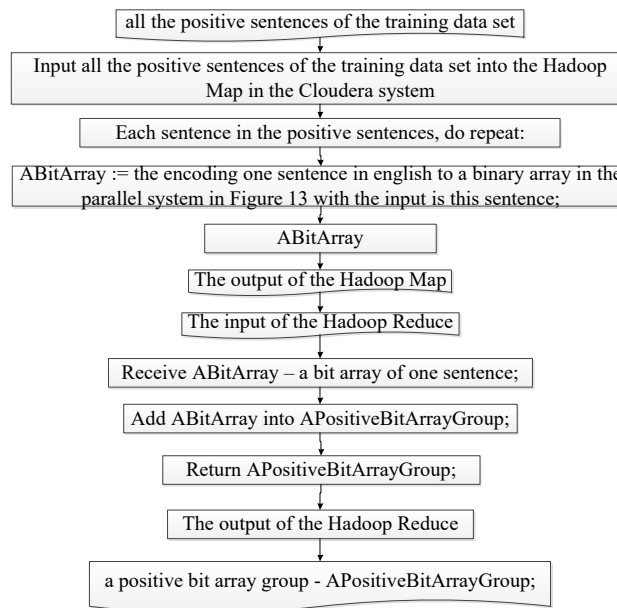 all the positive sentences of the training data set
Input all the positive sentences of the training data set into the Hadoop
Map in the Cloudera system
Each sentence in the positive sentences, do repeat:
ABitArray := the encoding one sentence in english to a binary array in the
parallel system in Figure 13 with the input is this sentence;
ABitArray
The output of the Hadoop Map
The input of the Hadoop Reduce
Receive ABitArray – a bit array of one sentence;
Add ABitArray into APositiveBitArrayGroup;
Return APositiveBitArrayGroup;
The output of the Hadoop Reduce
a positive bit array group - APositiveBitArrayGroup;